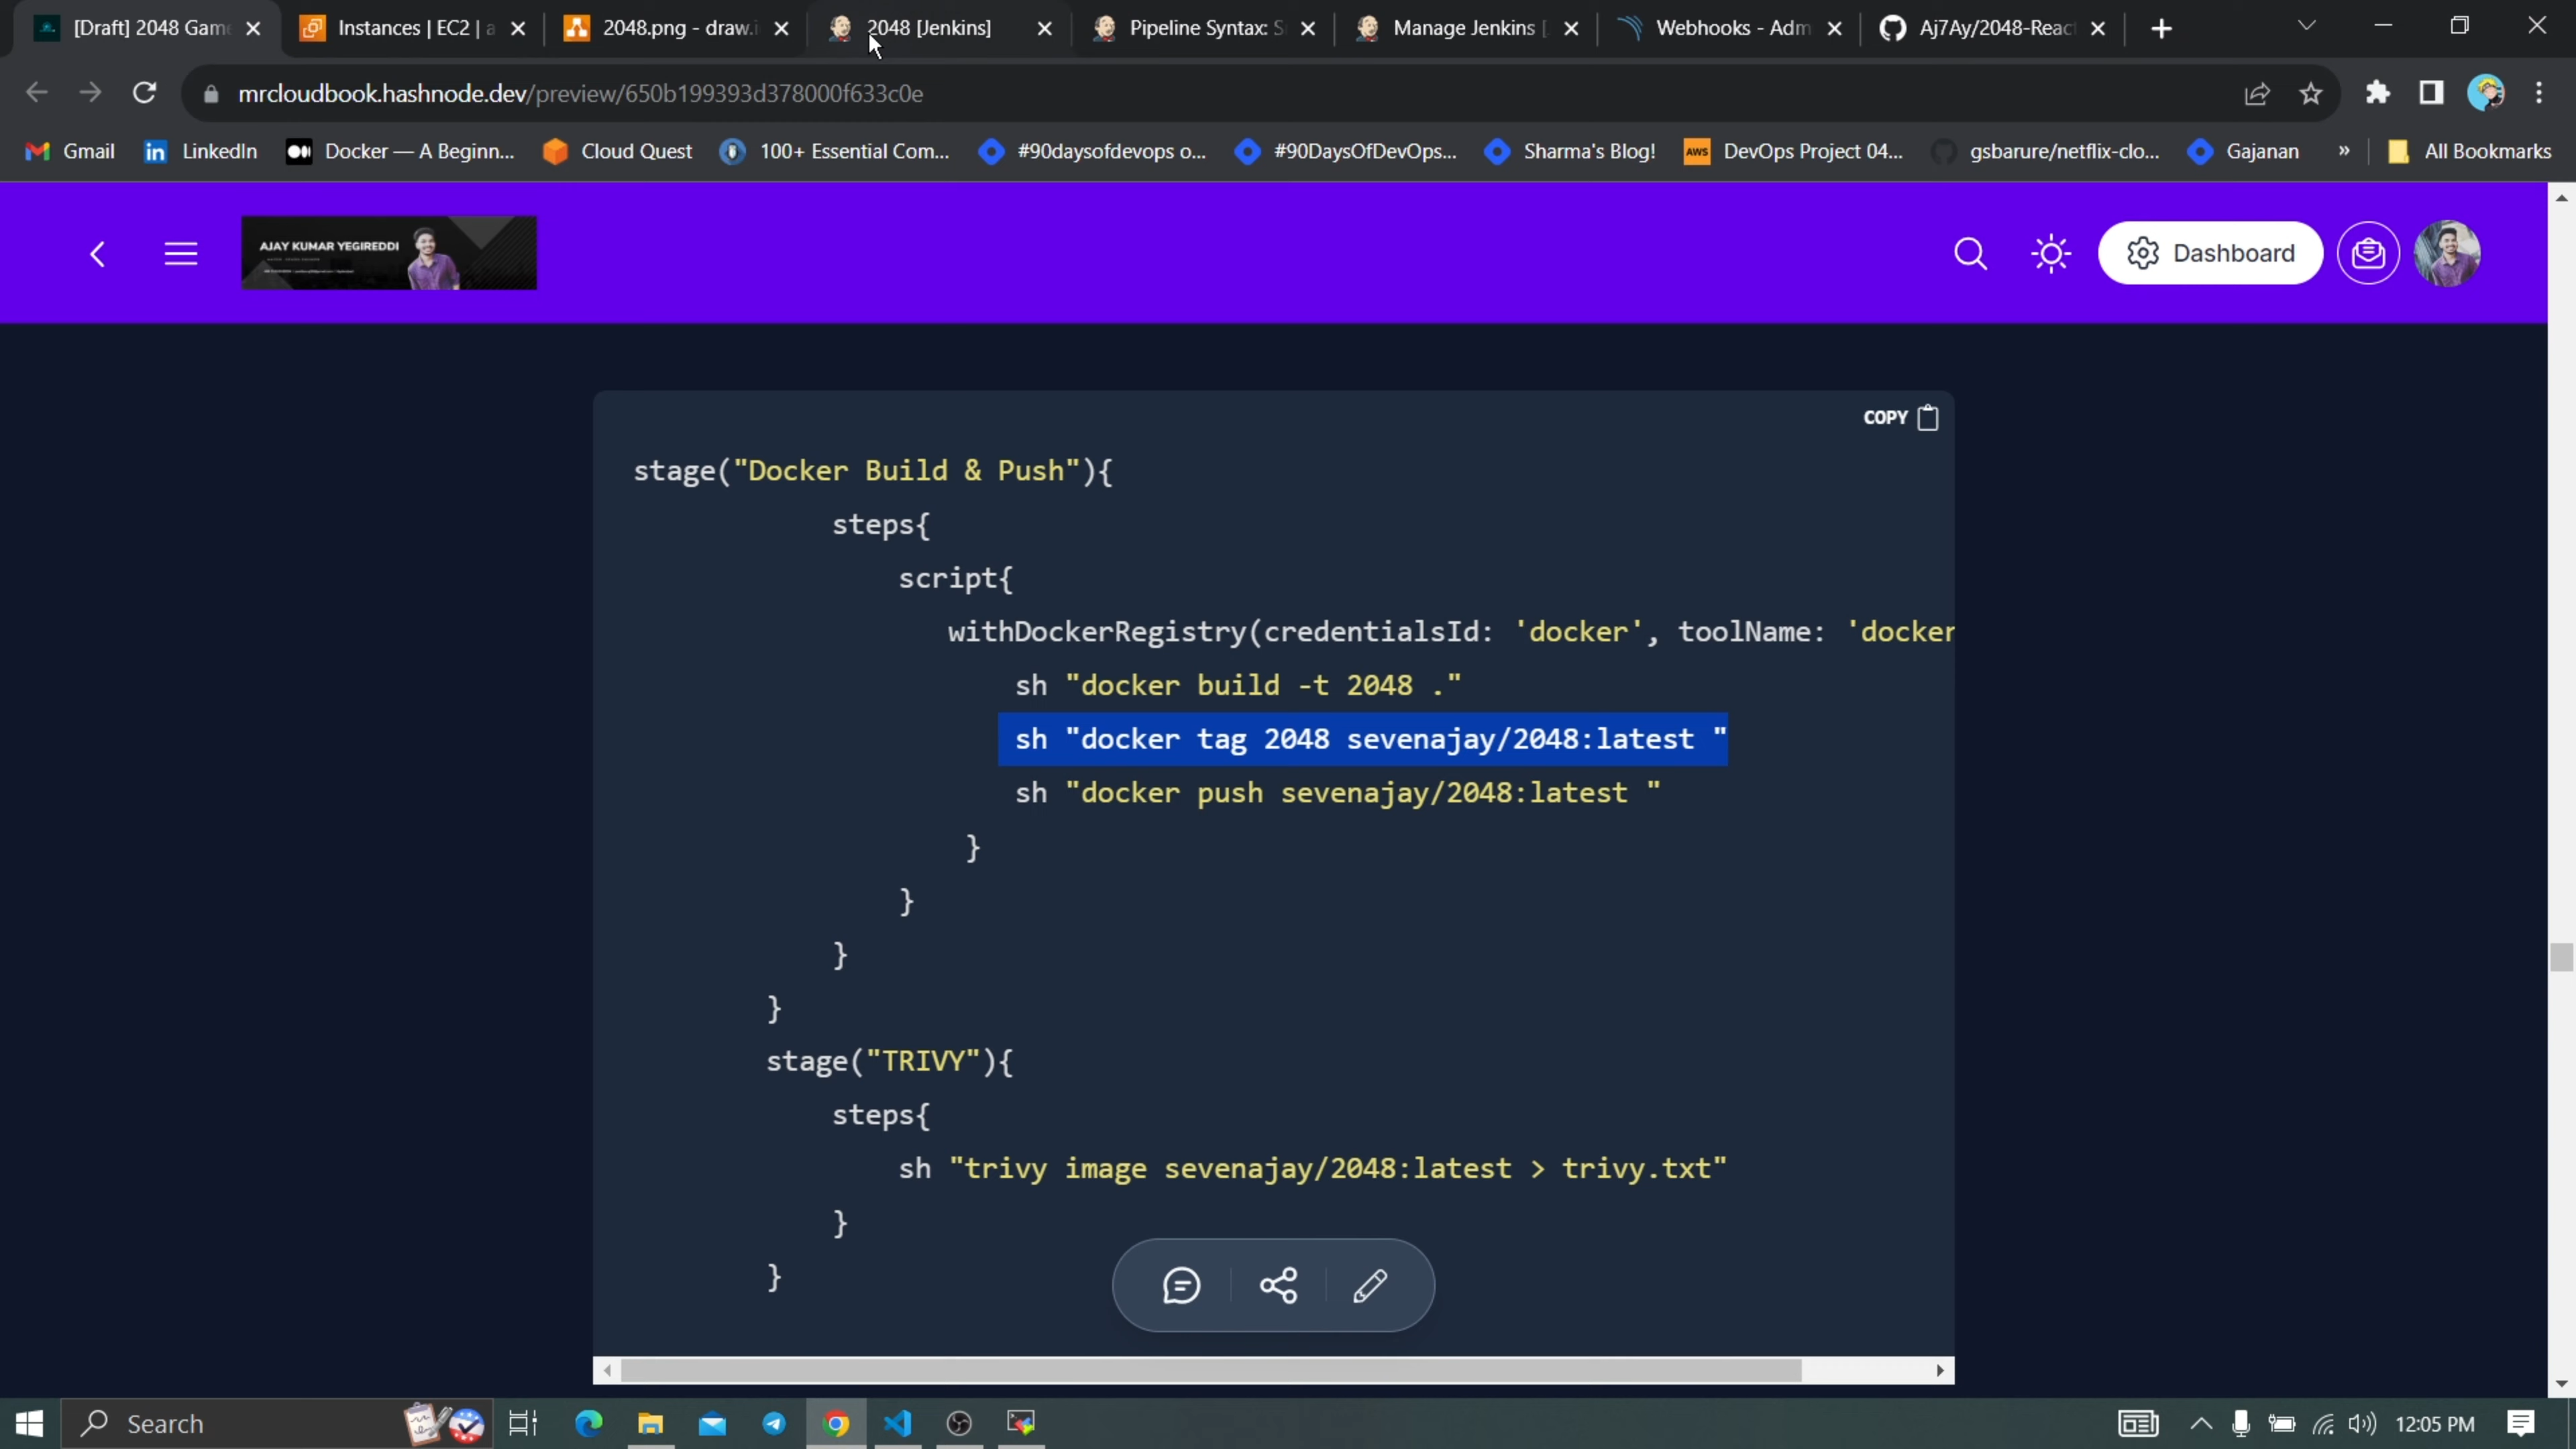 [Draft] 2048 Game
Instances | EC2 | a
2048.png - draw.i
2048 [Jenkins]
Pipeline Syntax: S
Manage Jenkins [
Webhooks - Adm
Aj7Ay/2048-React
mrcloudbook.hashnode.dev/preview/650b199393d378000f633c0e
Gmail
LinkedIn
Docker — A Beginn...
Cloud Quest
100+ Essential Com...
#90daysofdevops o...
#90DaysOfDevOps...
Sharma's Blog!
DevOps Project 04...
gsbarure/netflix-clo...
Gajanan
»
All Bookmarks
AJAY KUMAR YEGIREDDI
Dashboard
COPY
stage("Docker Build & Push"){
steps{
script{
withDockerRegistry(credentialsId: 'docker', toolName: 'docker
sh "docker build -t 2048 ."
sh "docker tag 2048 sevenajay/2048:latest "
sh "docker push sevenajay/2048:latest "
}
}
}
}
stage("TRIVY"){
steps{
sh "trivy image sevenajay/2048:latest > trivy.txt"
}
}
Search
12:05 PM